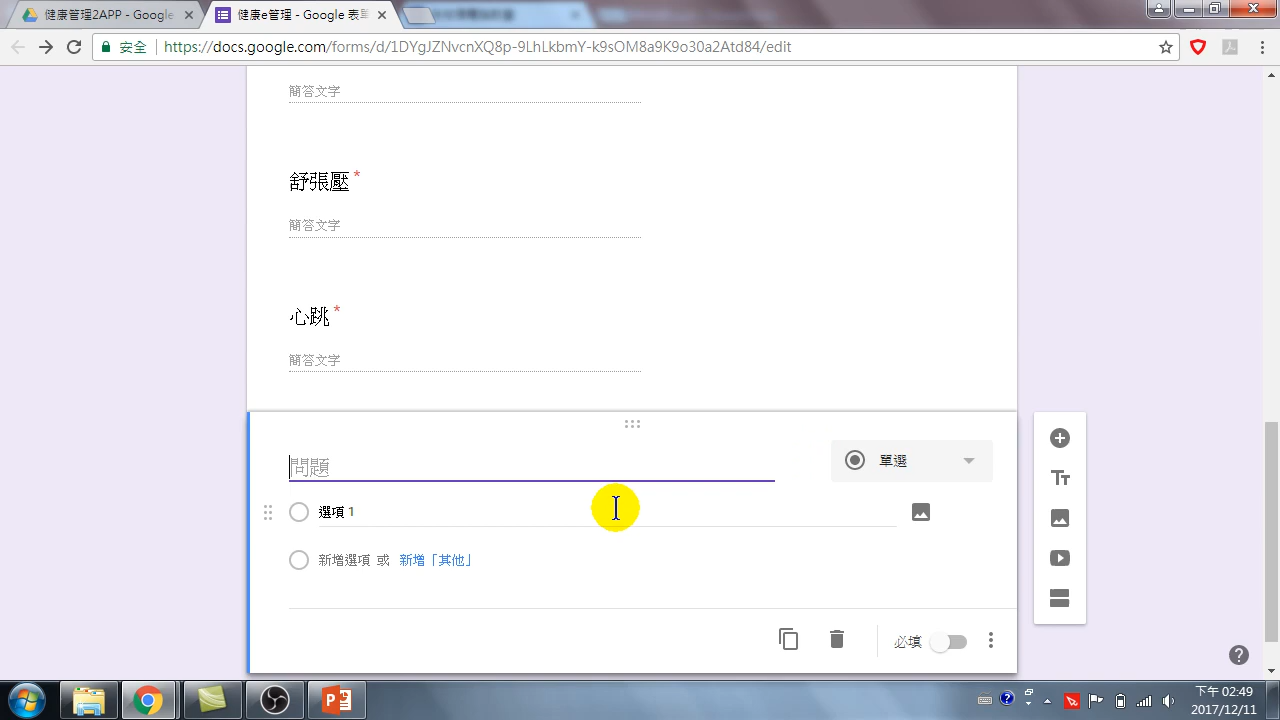 健康管理2APP - Google
健康e管理 - Google 表單
安全
https://docs.google.com/forms/d/1DYgJZNvcnXQSp-9LhLkbmY-k9sOM8a9K9o30a2Atd84/edit
簡答文字
舒張壓 *
簡答文字
心跳 *
簡答文字
問題
單選
選項 1
新增選項 或 新增「其他」
必填
下午 02:49
2017/12/11